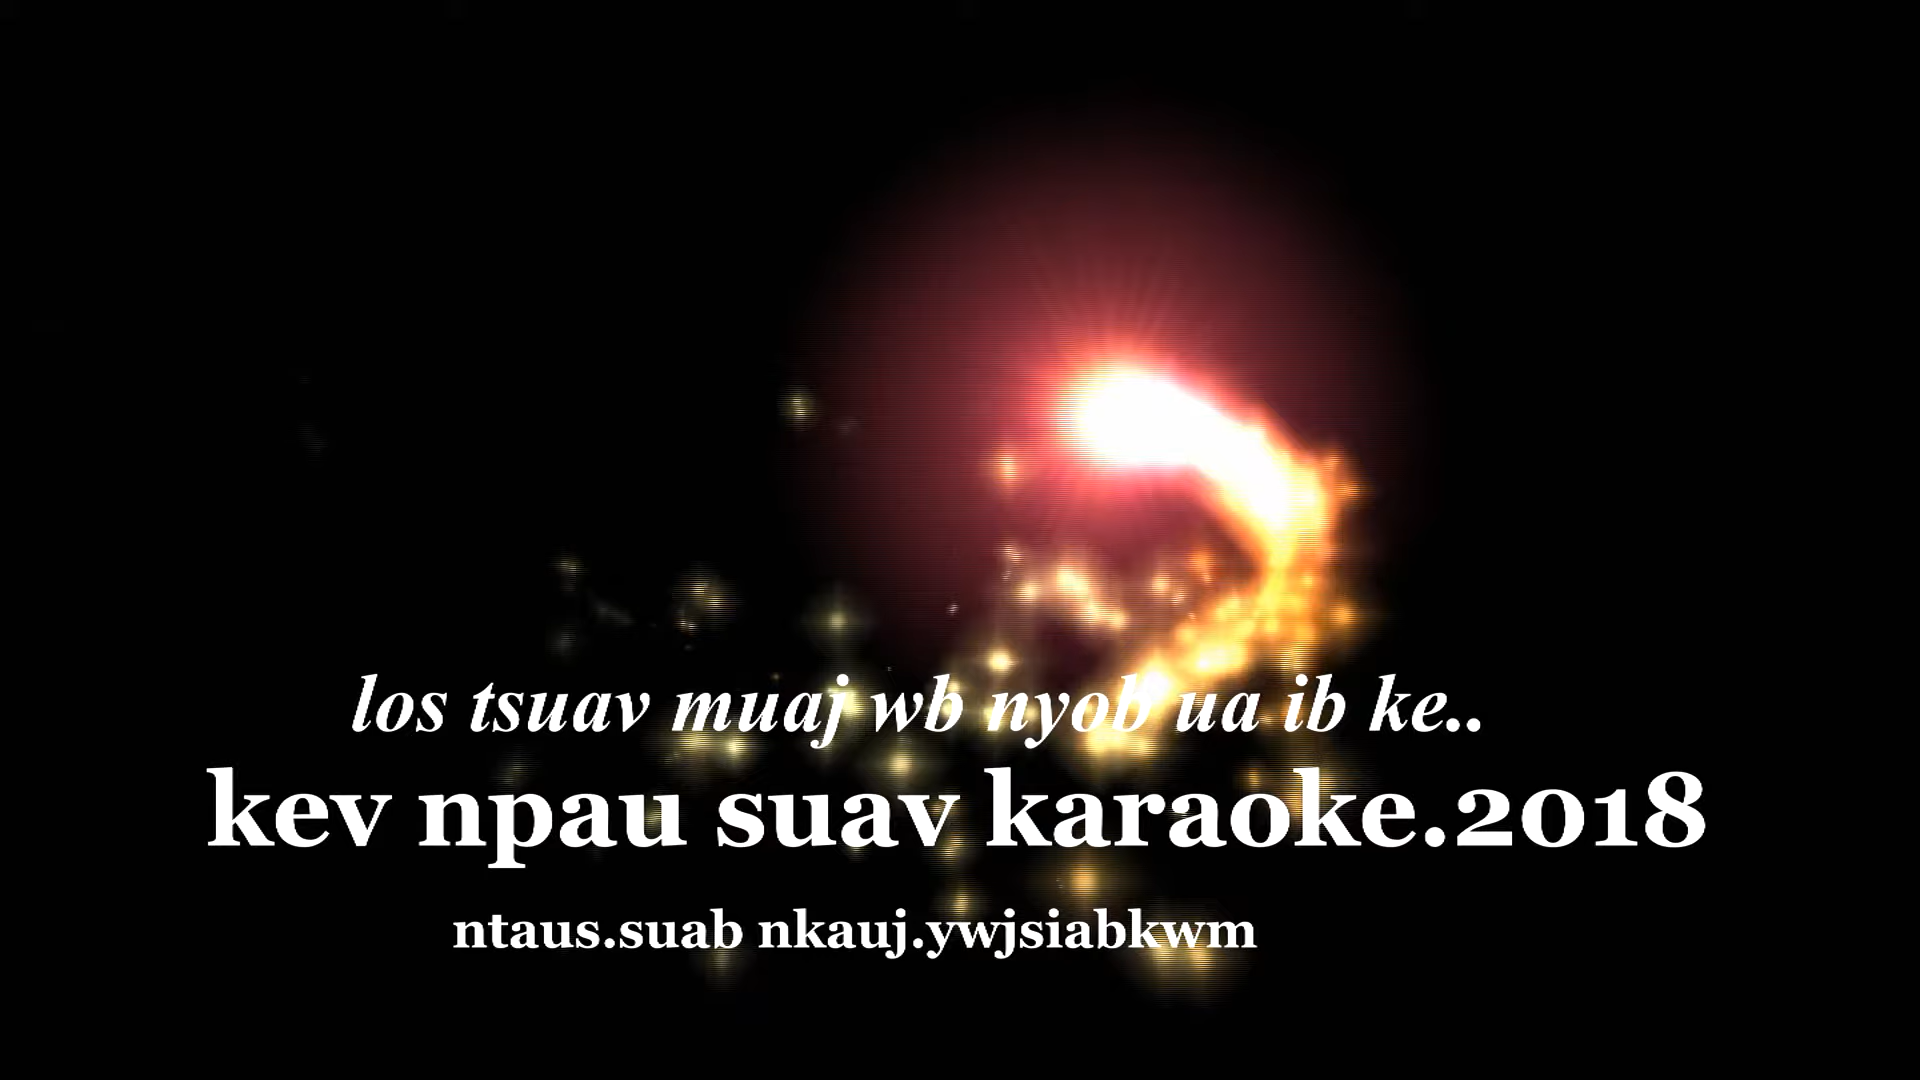 los tsuav muaj wb nyob ua ib ke..
kev npau suav karaoke.2018
ntaus.suab nkauj.ywjsiabkwm